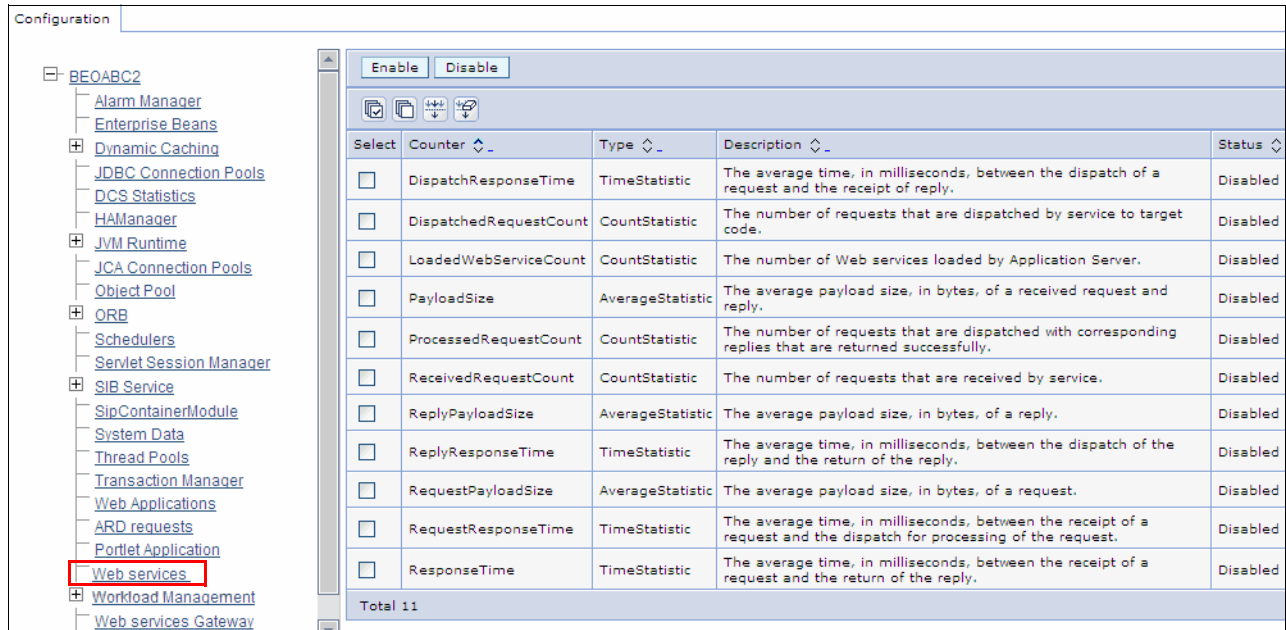 Configuration
BEOABC2
Alarm Manager
Enterprise Beans
Dynamic Caching
JDBC Connection Pools
DCS Statistics
HAManager
JVM Runtime
JCA Connection Pools
Object Pool
ORB
Schedulers
Servlet Session Manager
SIB Service
SipContainerModule
System Data
Thread Pools
Transaction Manager
Web Applications
ARD requests
Portlet Application
Web services
Workload Management
Web services Gateway
Enable Disable
Select Counter Type Description Status
DispatchResponseTime TimeStatistic The average time, in milliseconds, between the dispatch of a
request and the receipt of reply. Disabled
DispatchedRequestCount CountStatistic The number of requests that are dispatched by service to target
code. Disabled
LoadedWebServiceCount CountStatistic The number of Web services loaded by Application Server. Disabled
PayloadSize AverageStatistic The average payload size, in bytes, of a received request and
reply. Disabled
ProcessedRequestCount CountStatistic The number of requests that are dispatched with corresponding
replies that are returned successfully. Disabled
ReceivedRequestCount CountStatistic The number of requests that are received by service. Disabled
ReplyPayloadSize AverageStatistic The average payload size, in bytes, of a reply. Disabled
ReplyResponseTime TimeStatistic The average time, in milliseconds, between the dispatch of the
reply and the return of the reply. Disabled
RequestPayloadSize AverageStatistic The average payload size, in bytes, of a request. Disabled
RequestResponseTime TimeStatistic The average time, in milliseconds, between the receipt of a
request and the dispatch for processing of the request. Disabled
ResponseTime TimeStatistic The average time, in milliseconds, between the receipt of a
request and the return of the reply. Disabled
Total 11